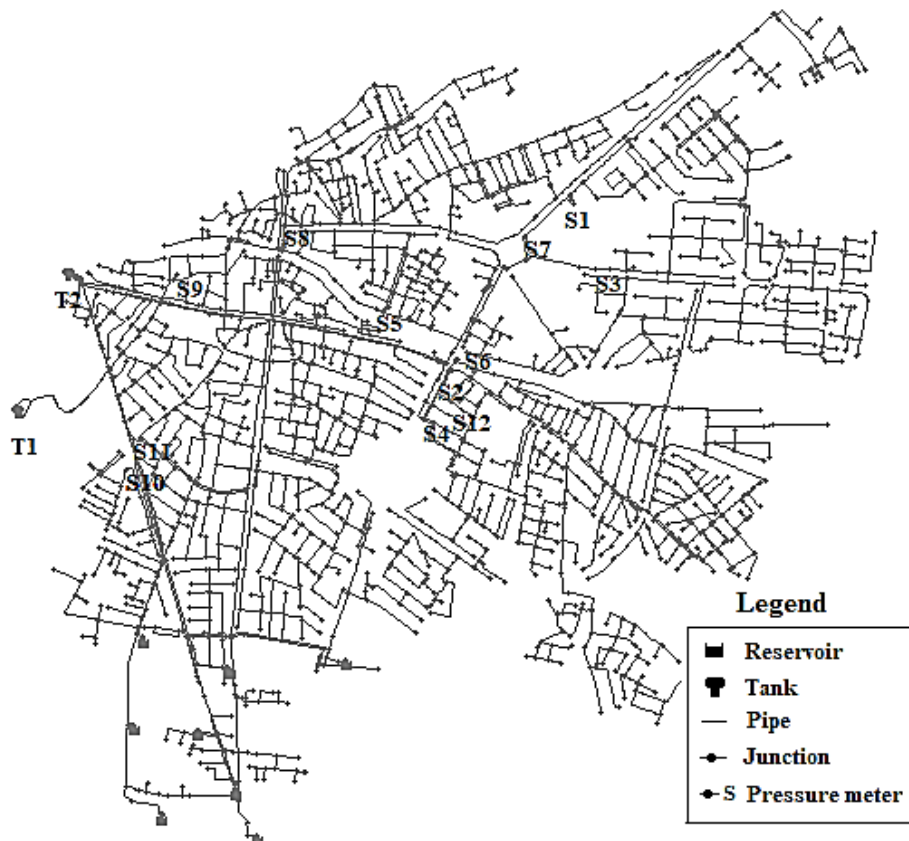 S1
S8
S7
S3
T2
S9
S5
S6
S2
T1
S12
S4
S11
S10
Legend
Reservoir
Tank
Pipe
Junction
S Pressure meter